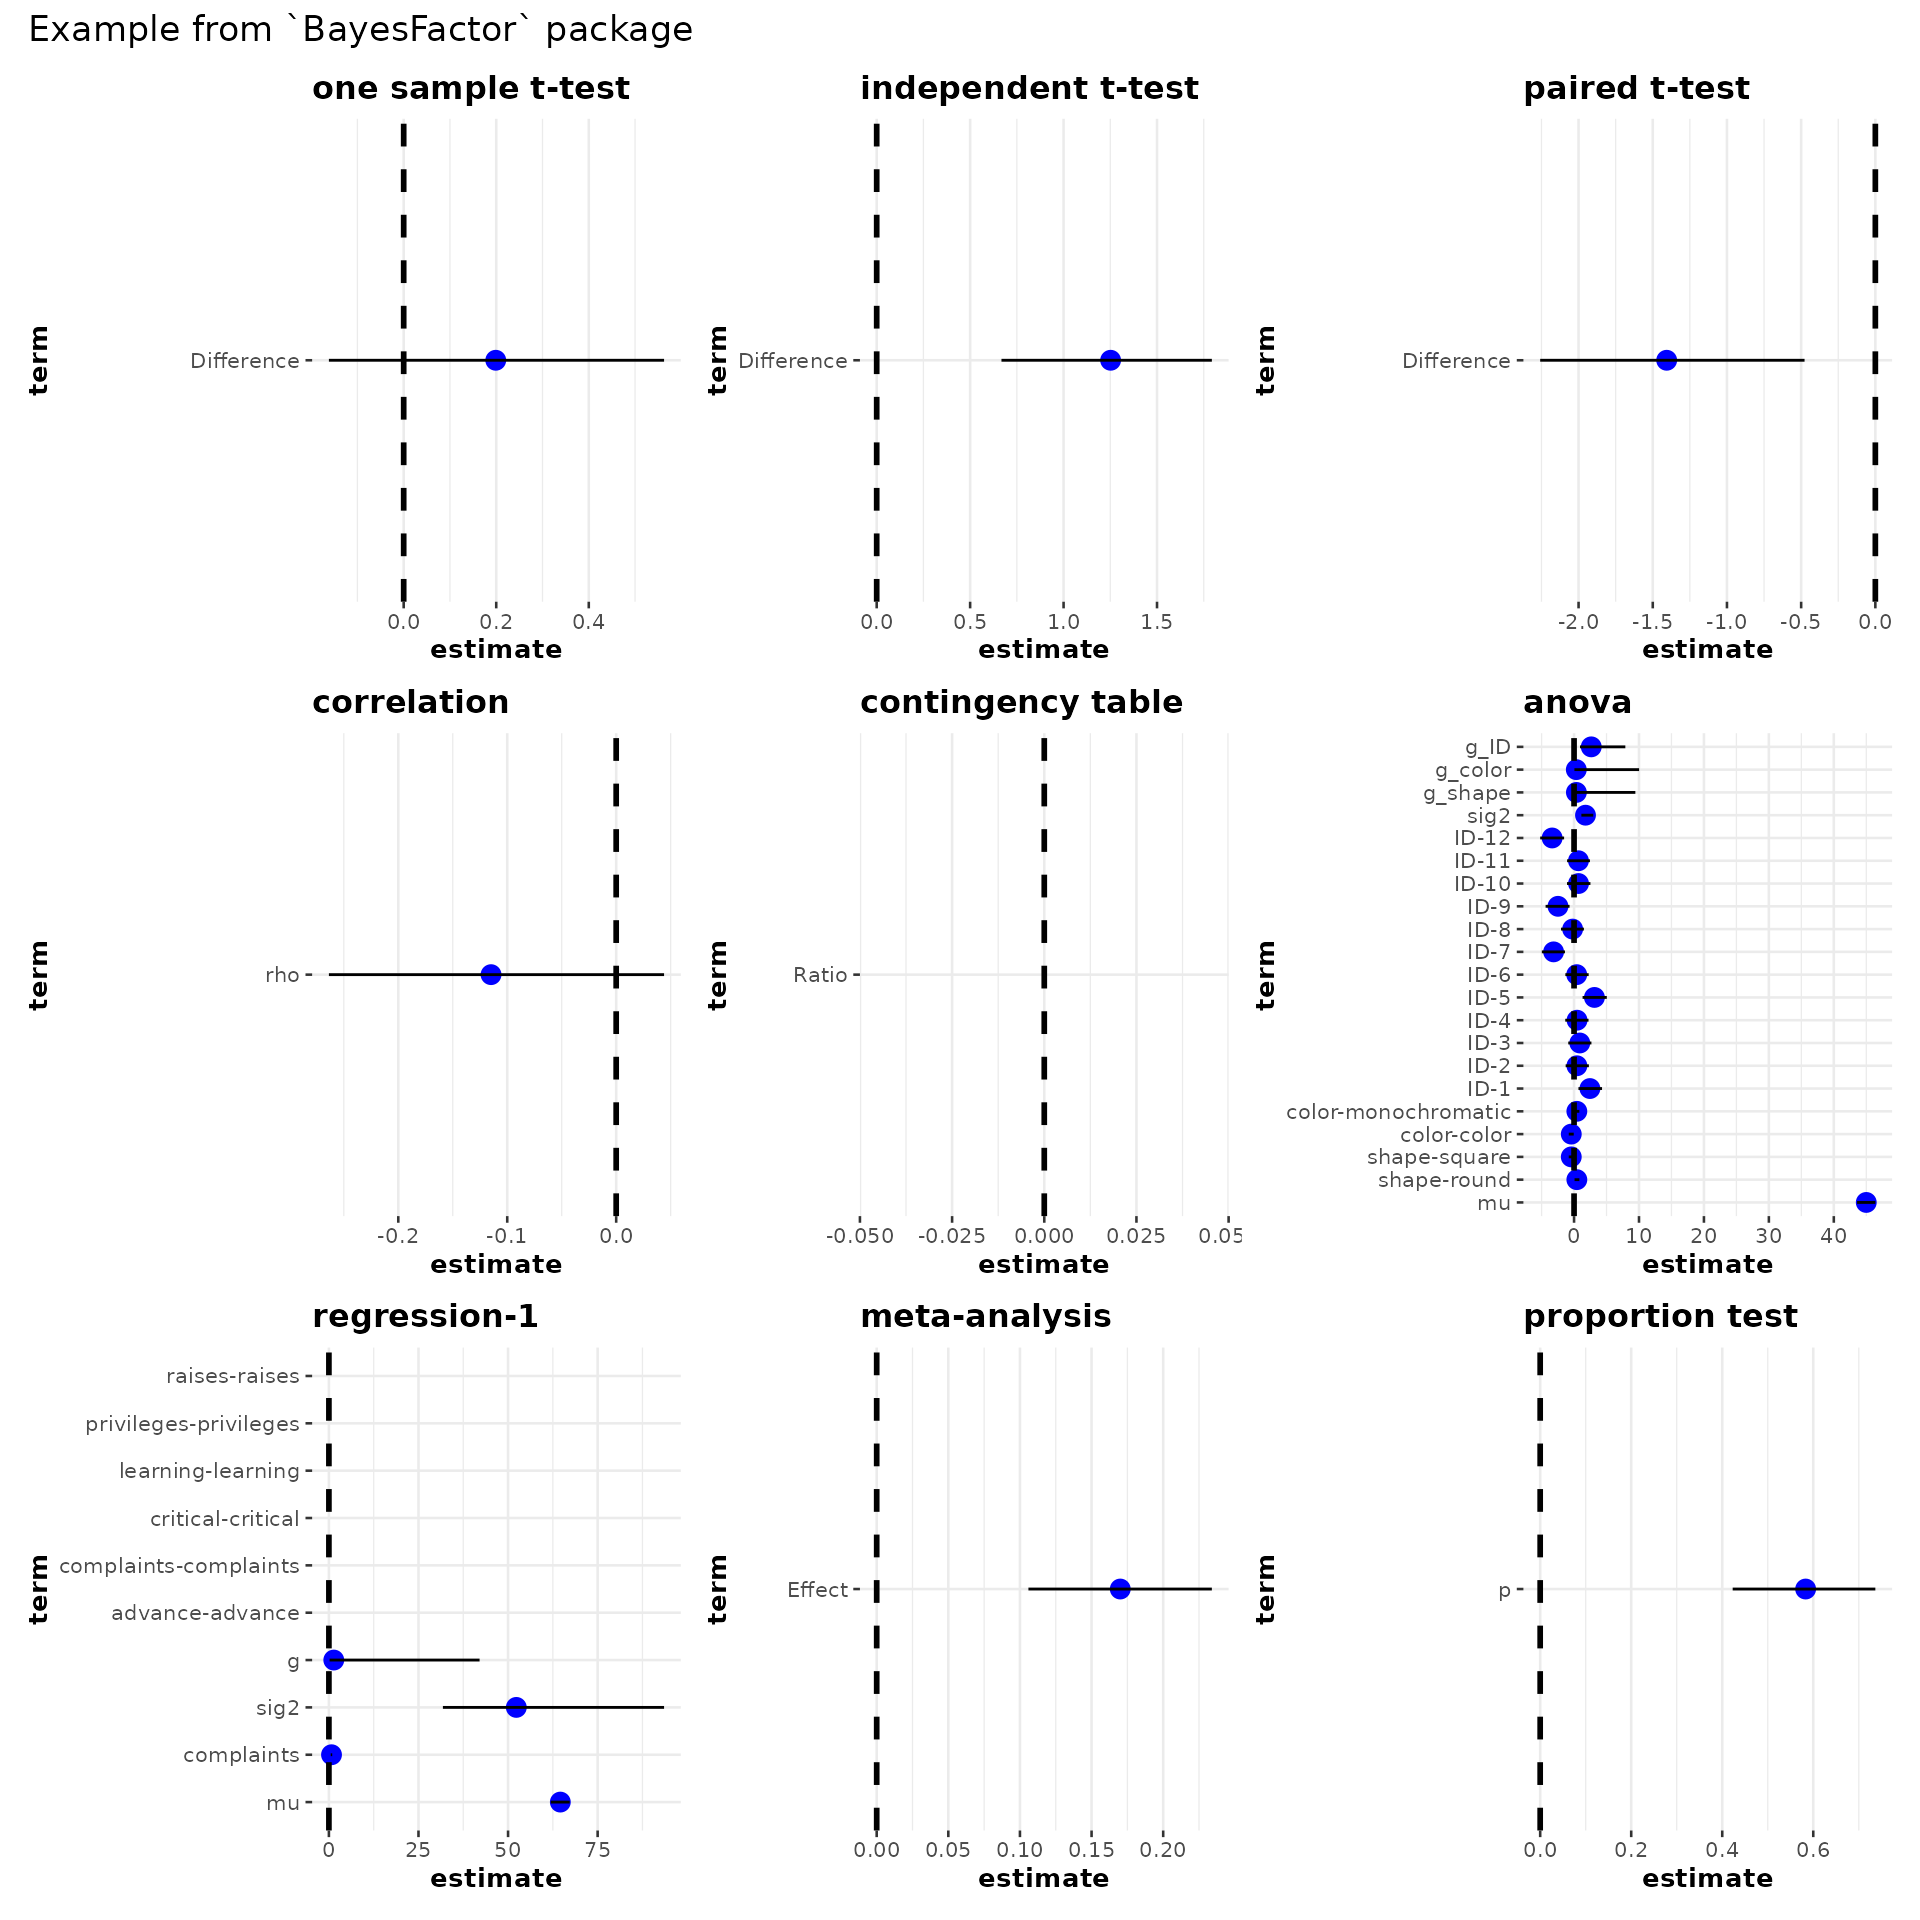 Example from `BayesFactor` package
one sample t-test
term
Difference
0.0 0.2 0.4
estimate
independent t-test
term
Difference
0.0 0.5 1.0 1.5
estimate
paired t-test
term
Difference
-2.0 -1.5 -1.0 -0.5 0.0
estimate
correlation
term
rho
-0.2 -0.1 0.0
estimate
contingency table
term
Ratio
-0.050 -0.025 0.000 0.025 0.05
estimate
anova
term
g_ID
g_color
g_shape
sig2
ID-12
ID-11
ID-10
ID-9
ID-8
ID-7
ID-6
ID-5
ID-4
ID-3
ID-2
ID-1
color-monochromatic
color-color
shape-square
shape-round
mu
0 10 20 30 40
estimate
regression-1
term
raises-raises
privileges-privileges
learning-learning
critical-critical
complaints-complaints
advance-advance
g
sig2
complaints
mu
0 25 50 75
estimate
meta-analysis
term
Effect
0.00 0.05 0.10 0.15 0.20
estimate
proportion test
term
p
0.0 0.2 0.4 0.6
estimate